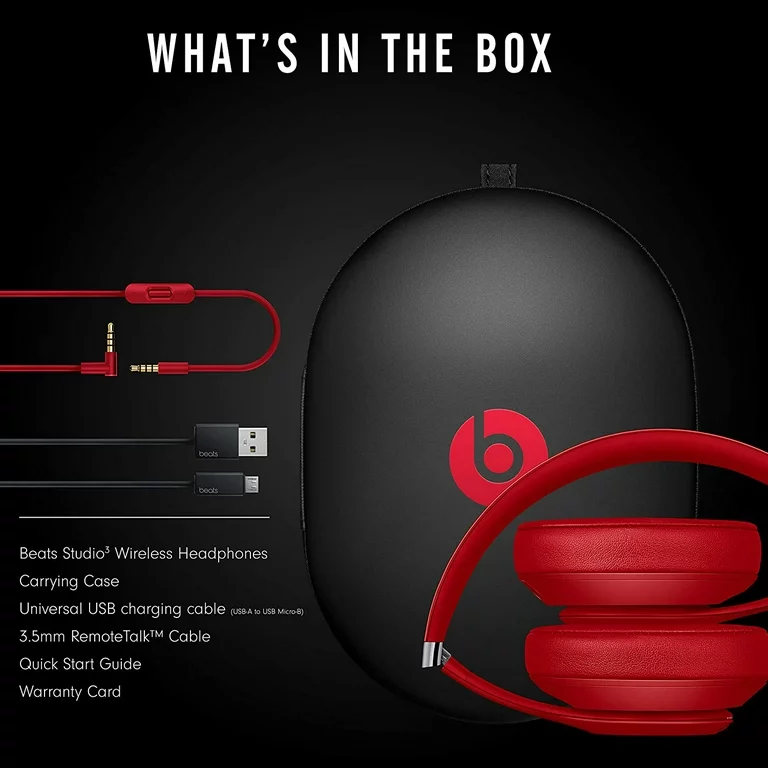 WHAT'S IN THE BOX
beats
beats
b
Beats Studio³ Wireless Headphones
Carrying Case
Universal USB charging cable (USB-A to USB Micro-B)
3.5mm RemoteTalk™ Cable
Quick Start Guide
Warranty Card